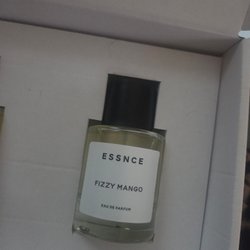 ESSNCE
FIZZY MANGO
EAU DE PARFUM